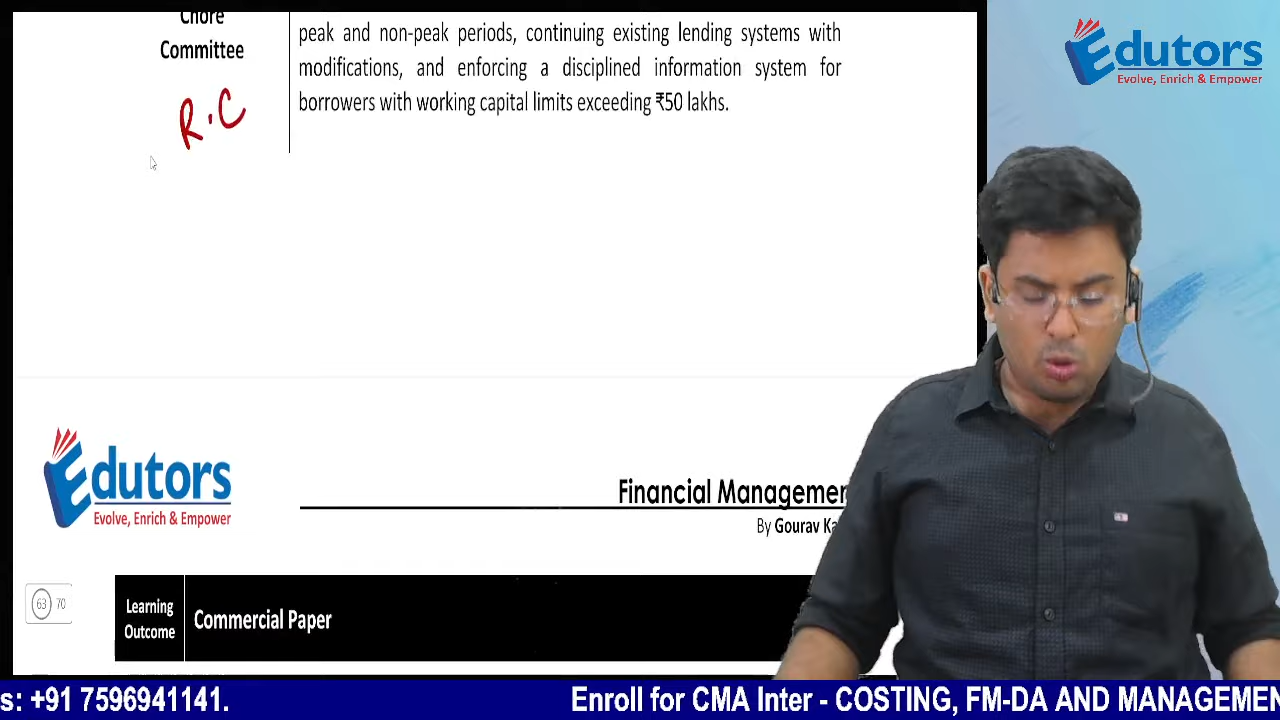 Chore
Committee
R.C
peak and non-peak periods, continuing existing lending systems with
modifications, and enforcing a disciplined information system for
borrowers with working capital limits exceeding ₹50 lakhs.
Edutors
Evolve, Enrich & Empower
Edutors
Evolve, Enrich & Empower
Financial Managemen
By Gourav Ka
63 70
Learning
Outcome
Commercial Paper
s: +91 7596941141.
Enroll for CMA Inter - COSTING, FM-DA AND MANAGEMEN